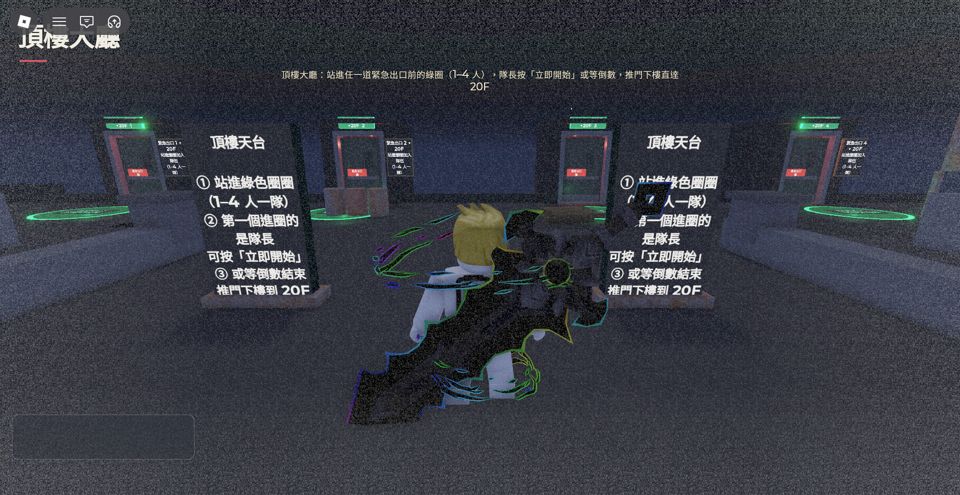 頂樓大廳
頂樓大廳：站進任一道緊急出口前的綠圈（1–4 人），隊長按「立即開始」或等倒數，推門下樓直達
20F
頂樓天台
① 站進綠色圈圈
（1–4 人一隊）
② 第一個進圈的
是隊長
可按「立即開始」
③ 或等倒數結束
推門下樓到 20F
頂樓天台
① 站進綠色圈圈
人一隊）
第一個進圈的
是隊長
可按「立即開始」
③ 或等倒數結束
推門下樓到 20F